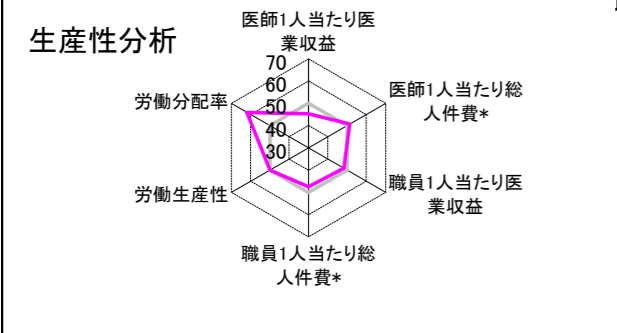 生産性分析
医師1人当たり医
業収益
医師1人当たり総
人件費*
職員1人当たり医
業収益
職員1人当たり総
人件費*
労働生産性
労働分配率
70
60
50
40
30